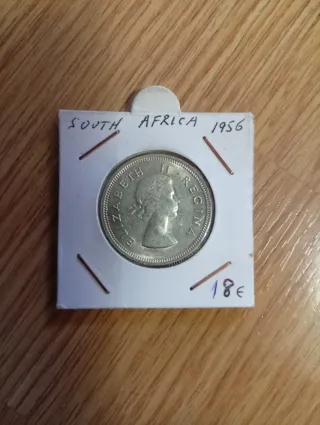 SOUTH AFRICA 1956
ELIZABETH II REGINA
18€